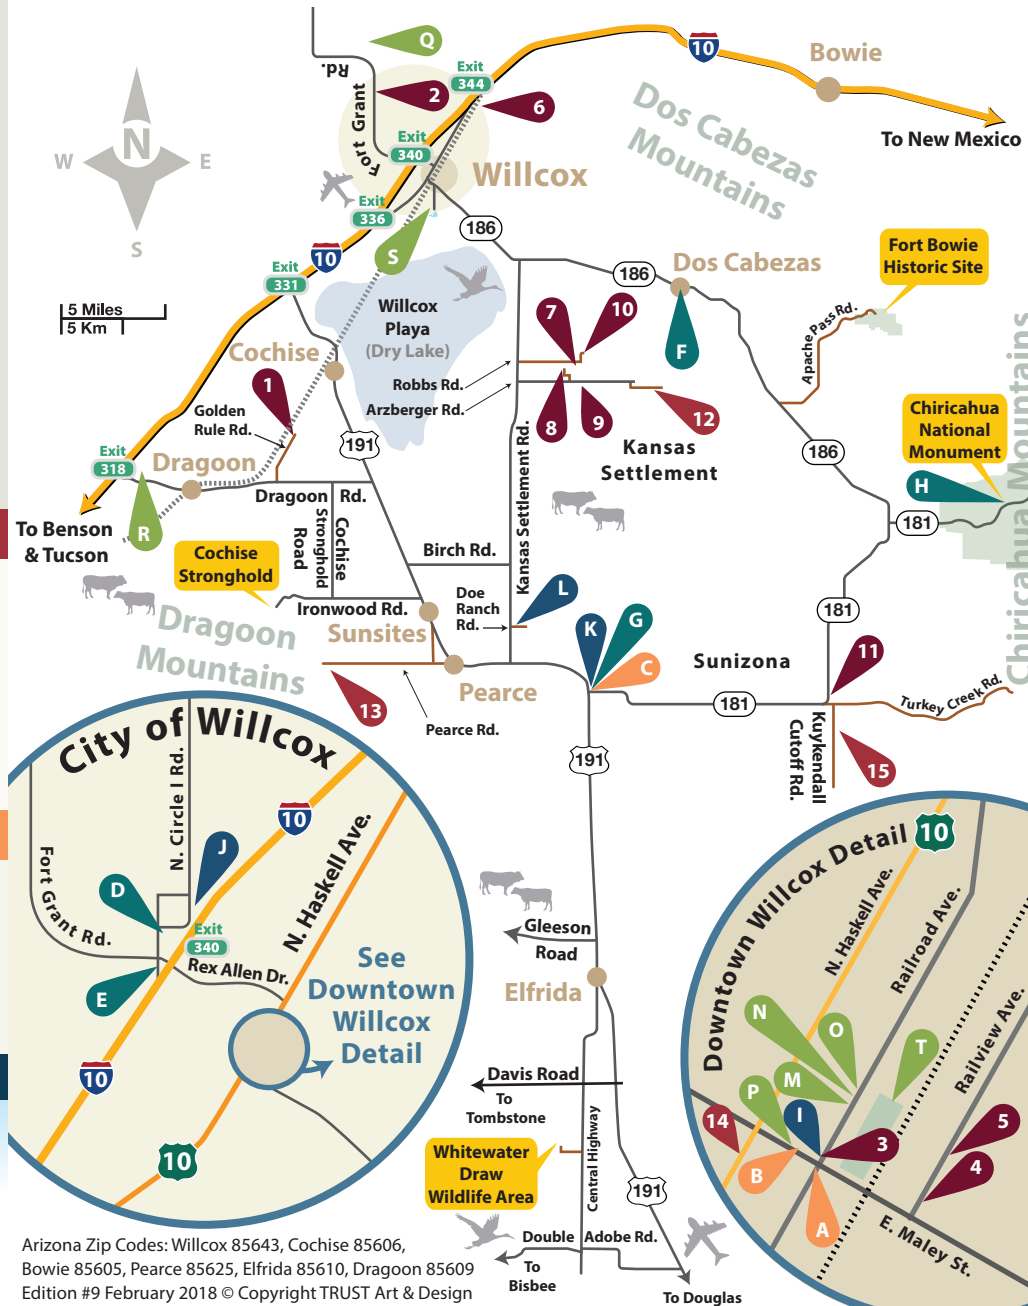 Q
10
Bowie
To New Mexico
Exit
344
2
6
Fort Grant
Rd.
Exit
340
Willcox
Dos Cabezas
Mountains
N
W
E
S
Exit
336
186
S
10
Exit
331
186
Dos Cabezas
Fort Bowie
Historic Site
5 Miles
5 Km
Willcox
Playa
(Dry Lake)
7
10
F
Apache Pass Rd.
Cochise
Robbs Rd.
Arzberger Rd.
1
Golden
Rule Rd.
8
9
12
Chiricahua
National
Monument
Kansas
Settlement
191
186
Exit
318
Dragoon
Dragoon Rd.
Kansas Settlement Rd.
H
181
Chiricahua Mountains
To Benson
& Tucson
R
Cochise
Stronghold
Road
Birch Rd.
Cochise
Stronghold
Doe
Ranch
Rd.
L
Ironwood Rd.
Sunsites
K
G
C
181
Dragoon
Mountains
Sunizona
11
Pearce
181
Turkey Creek Rd.
13
Pearce Rd.
Kuykendall
Cutoff Rd.
15
191
City of Willcox
N. Circle I Rd.
10
J
N. Haskell Ave.
Fort Grant Rd.
D
Exit
340
Rex Allen Dr.
E
See
Downtown
Willcox
Detail
10
10
Gleeson
Road
Elfrida
Davis Road
To
Tombstone
Central Highway
Whitewater
Draw
Wildlife Area
191
Double Adobe Rd.
To
Bisbee
To Douglas
Downtown Willcox Detail
10
N. Haskell Ave.
Railroad Ave.
Railview Ave.
N
O
T
M
P
I
14
B
3
5
4
A
E. Maley St.
Arizona Zip Codes: Willcox 85643, Cochise 85606,
Bowie 85605, Pearce 85625, Elfrida 85610, Dragoon 85609
Edition #9 February 2018 © Copyright TRUST Art & Design